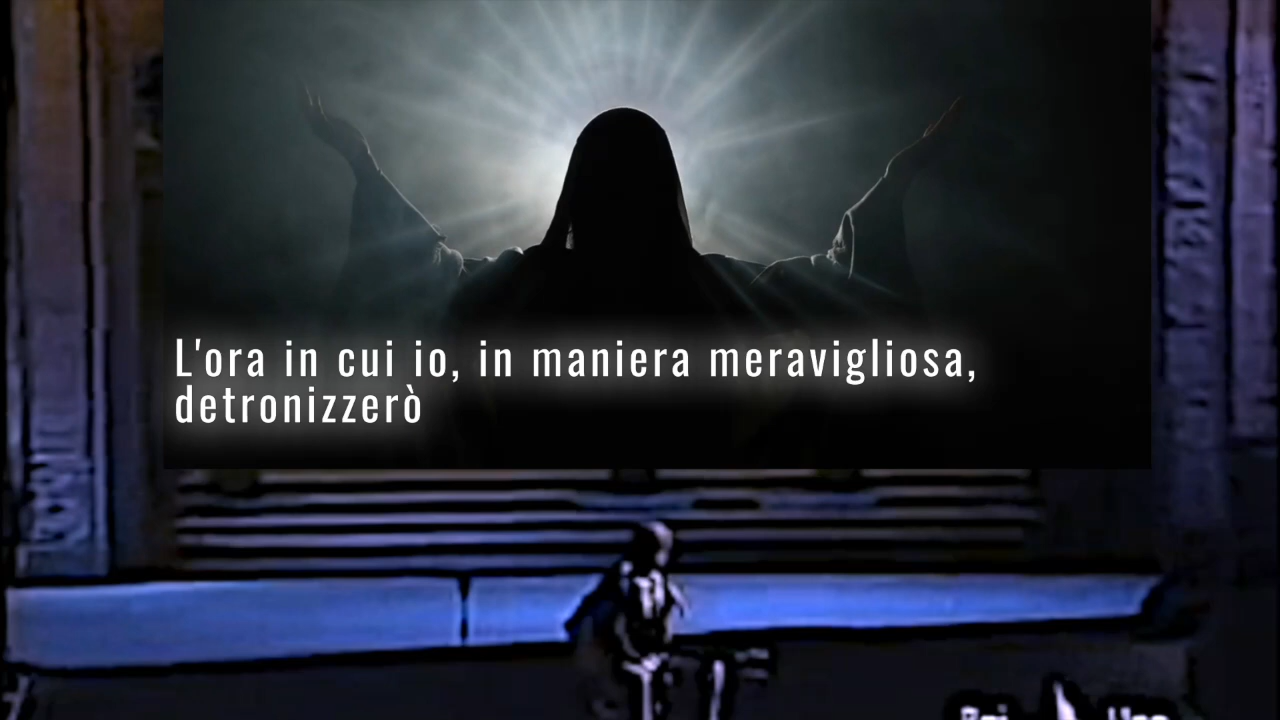 L'ora in cui io, in maniera meravigliosa,
detronizzerò